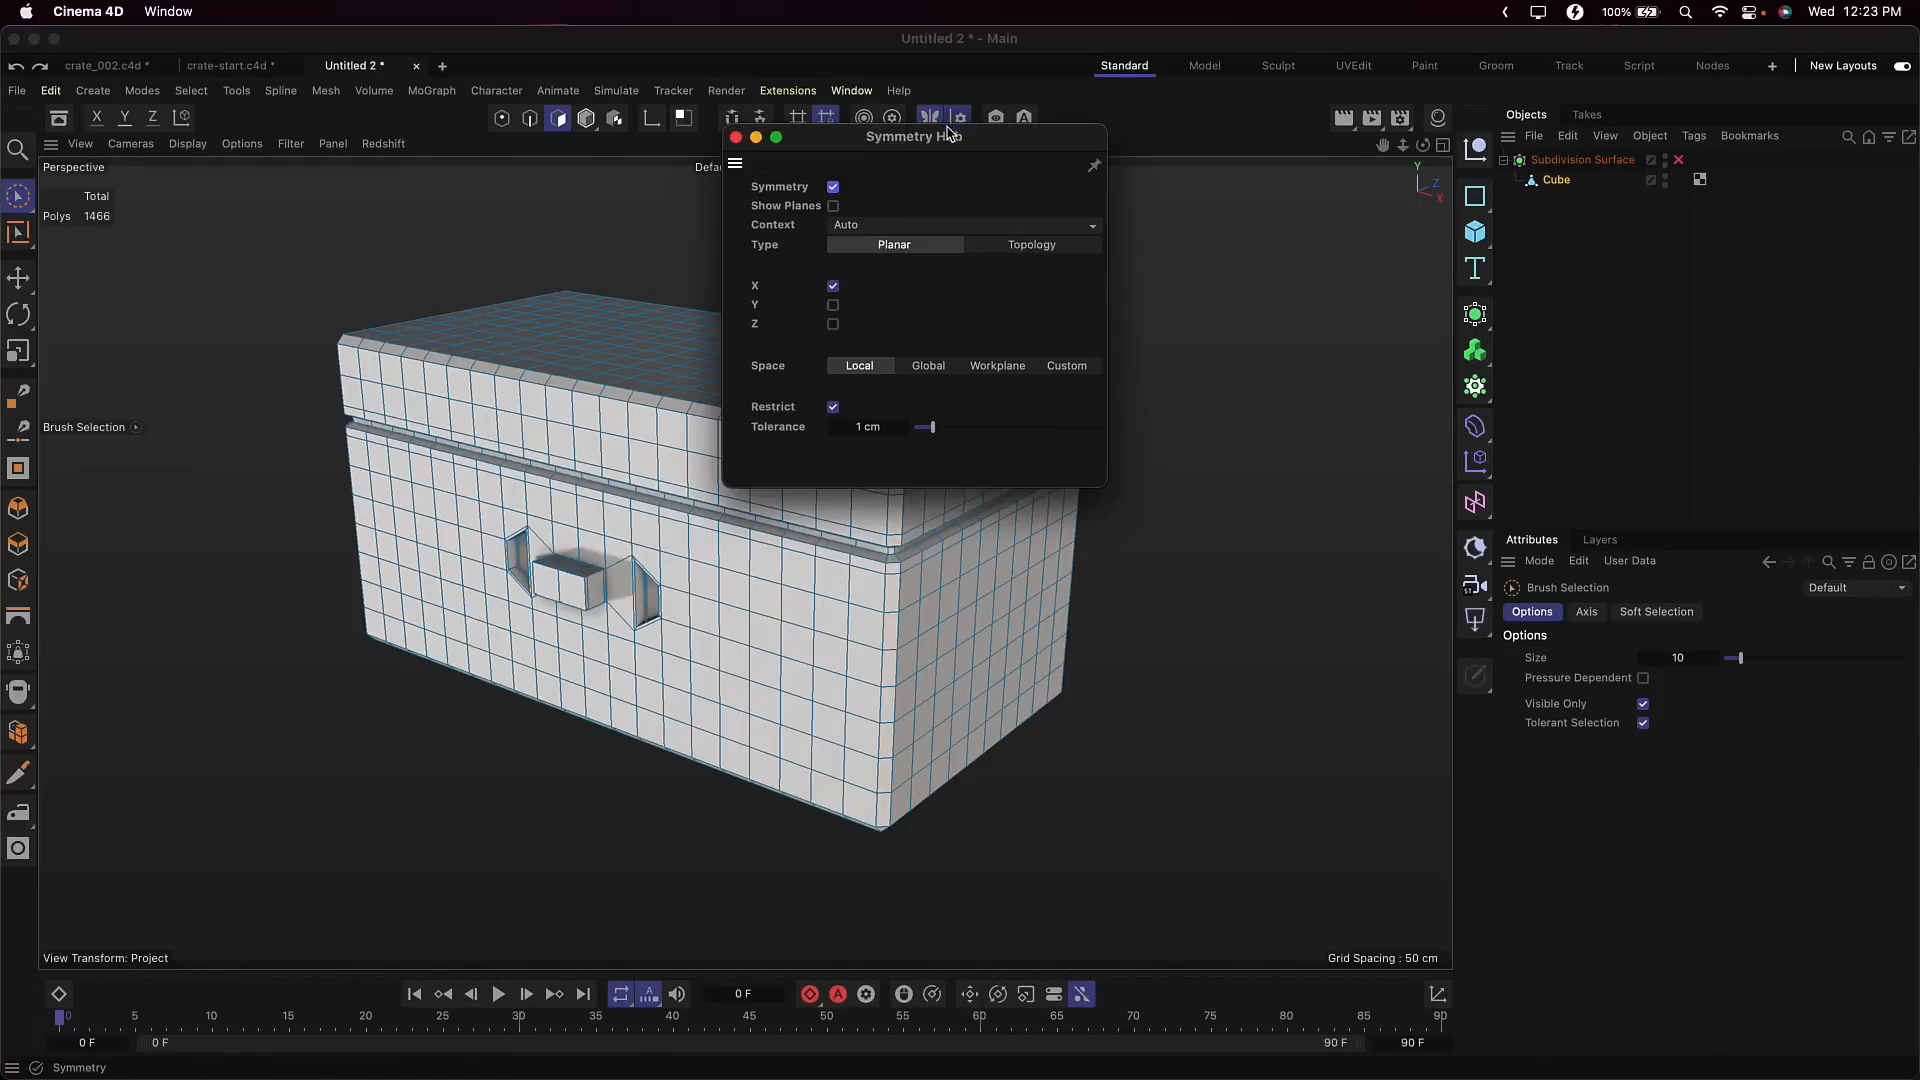 Cinema 4D Window
100% Wed 12:23 PM
Untitled 2 * - Main
crate_002.c4d * crate-start.c4d * Untitled 2 * × +
Standard Model Sculpt UVEdit Paint Groom Track Script Nodes + New Layouts
File Edit Create Modes Select Tools Spline Mesh Volume MoGraph Character Animate Simulate Tracker Render Extensions Window Help
X Y Z
Objects Takes
File Edit View Object Tags Bookmarks
View Cameras Display Options Filter Panel Redshift
Subdivision Surface
Cube
Perspective
Total
Polys 1466
Brush Selection
Y
Z
X
Symmetry
Symmetry
Show Planes
Context Auto
Type Planar Topology
X
Y
Z
Space Local Global Workplane Custom
Restrict
Tolerance 1 cm
Attributes Layers
Mode Edit User Data
Brush Selection Default
Options Axis Soft Selection
Options
Size 10
Pressure Dependent
Visible Only
Tolerant Selection
View Transform: Project
Grid Spacing : 50 cm
0 F
0 5 10 15 20 25 30 35 40 45 50 55 60 65 70 75 80 85 90
0 F 0 F 90 F 90 F
Symmetry